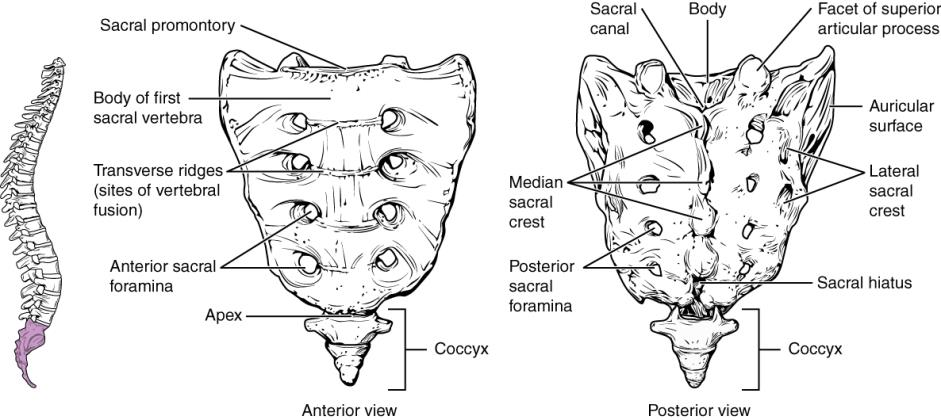 Sacral promontory
Body of first
sacral vertebra
Transverse ridges
(sites of vertebral
fusion)
Anterior sacral
foramina
Apex
Coccyx
Anterior view
Sacral
canal
Body
Facet of superior
articular process
Auricular
surface
Median
sacral
crest
Lateral
sacral
crest
Posterior
sacral
foramina
Sacral hiatus
Coccyx
Posterior view